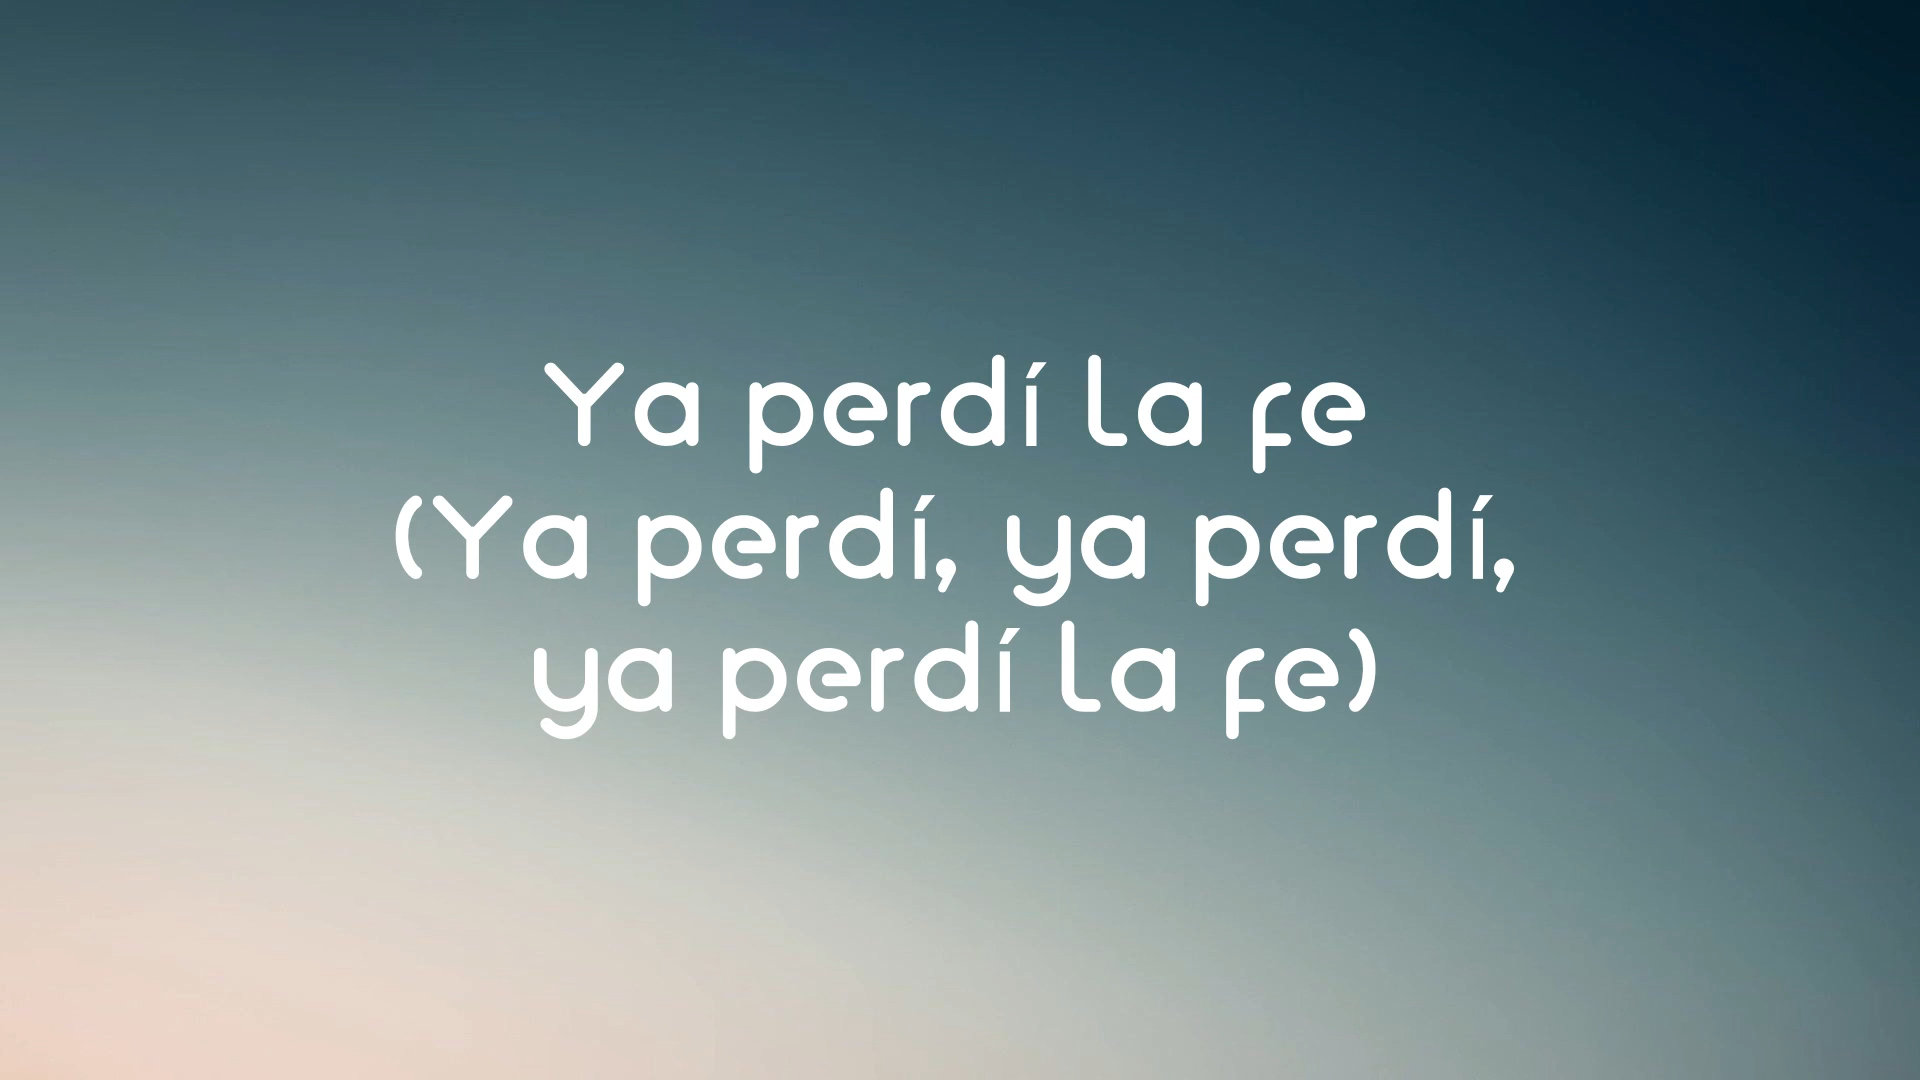 Ya perdí la fe
(Ya perdí, ya perdí,
ya perdí la fe)